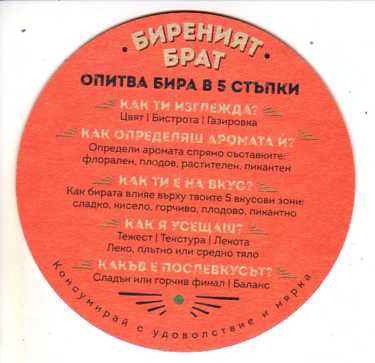 • БИРЕНИЯТ •
БРАТ
ОПИТВА БИРА В 5 СТЪПКИ
КАК ТИ ИЗГЛЕЖДА?
Цвят | Бистрота | Газировка
КАК ОПРЕДЕЛЯШ АРОМАТА Й?
Определи аромата спрямо съставките:
флорален, плодов, растителен, пикантен
КАК ТИ Е НА ВКУС?
Как бирата влияе върху твоите 5 вкусови зони:
сладко, кисело, горчиво, плодово, пикантно
КАК Я УСЕЩАШ?
Тежест | Текстура | Лекота
Леко, плътно или средно тяло
КАКЪВ Е ПОСЛЕВКУСЪТ?
Сладък или горчив финал | Баланс
Консумирай с удоволствие и мярка